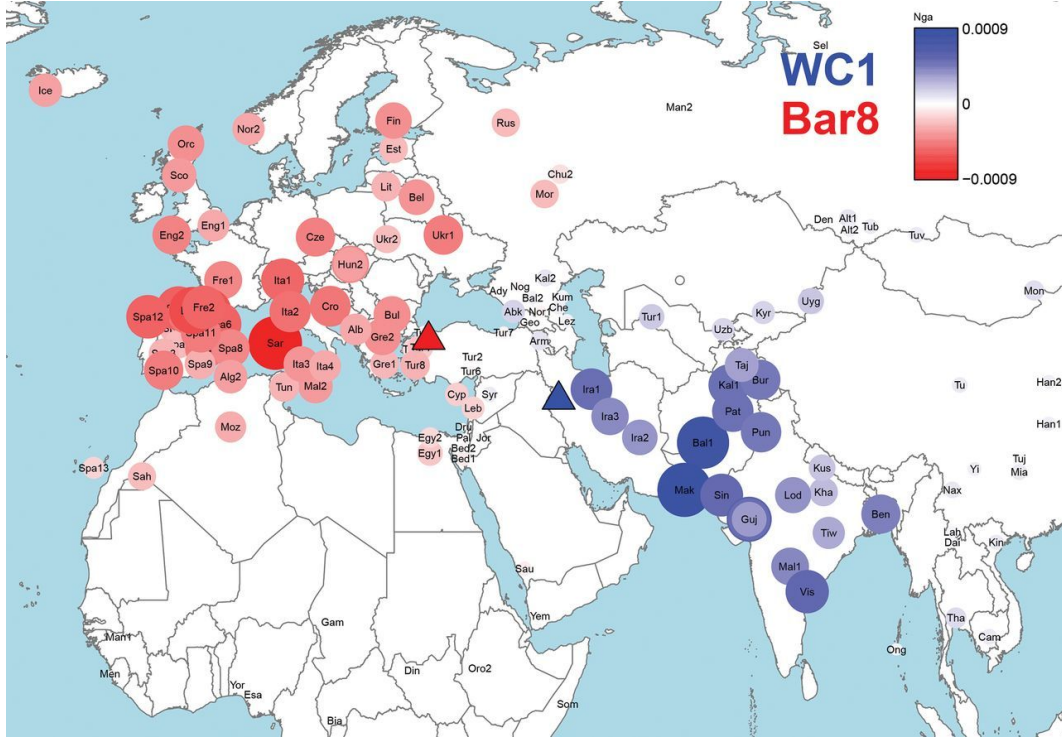 Nga
0.0009
0
−0.0009
WC1
Bar8
Sel
Man2
Ice
Nor2
Fin
Rus
Est
Orc
Sco
Chu2
Mor
Lit
Bel
Eng1
Eng2
Cze
Ukr2
Ukr1
Den
Alt1
Alt2
Tub
Tuv
Hun2
Fre1
Ita1
Kal2
Ady
Nog
Bal2
Kum
Che
Nor1
Abk
Geo
Lez
Uyg
Mon
Spa12
Fre2
Ita2
Cro
Bul
Alb
Gre2
Tur1
Kyr
Uzb
Tur7
Arm
Spa11
Spa8
Sar
Spa9
Spa10
Alg2
Tun
Ita3
Ita4
Mal2
Gre1
Tur8
Tur2
Tur6
Cyp
Syr
Leb
Ira1
Ira3
Ira2
Taj
Kal1
Bur
Pat
Pun
Bal1
Tu
Han2
Han1
Moz
Egy2
Egy1
Dru
Pal
Jor
Bed2
Bed1
Spa13
Sah
Mak
Sin
Guj
Kus
Kha
Lod
Tiw
Ben
Yi
Tuj
Mia
Nax
Lah
Dai
Kin
Mal1
Vis
Sau
Yem
Gam
Man1
Men
Yor
Esa
Din
Oro2
Som
Bia
Tha
Cam
Ong